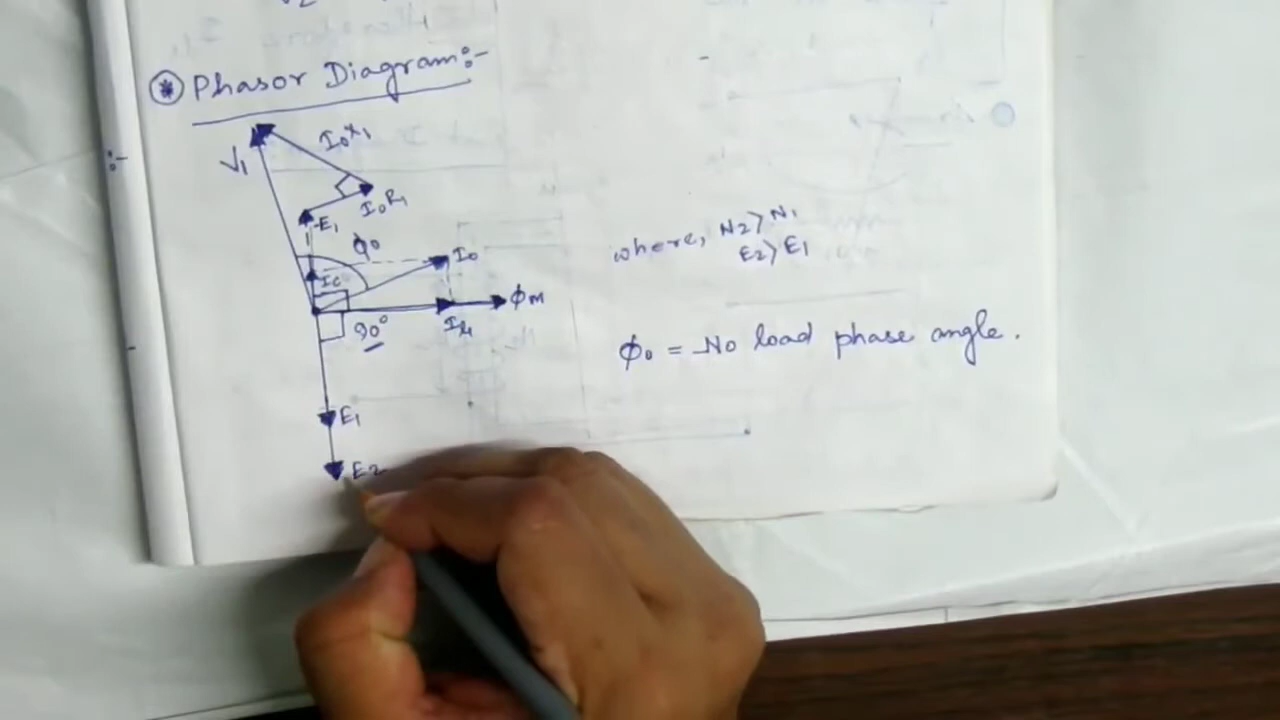 ⊛ Phasor Diagram:-
V₁
I₀X₁
I₀R₁
-E₁
ϕ₀
I₀
Ic
ϕM
90°
Iμ
E₁
E₂
where, N₂ > N₁
E₂ > E₁
ϕ₀ = No load phase angle.